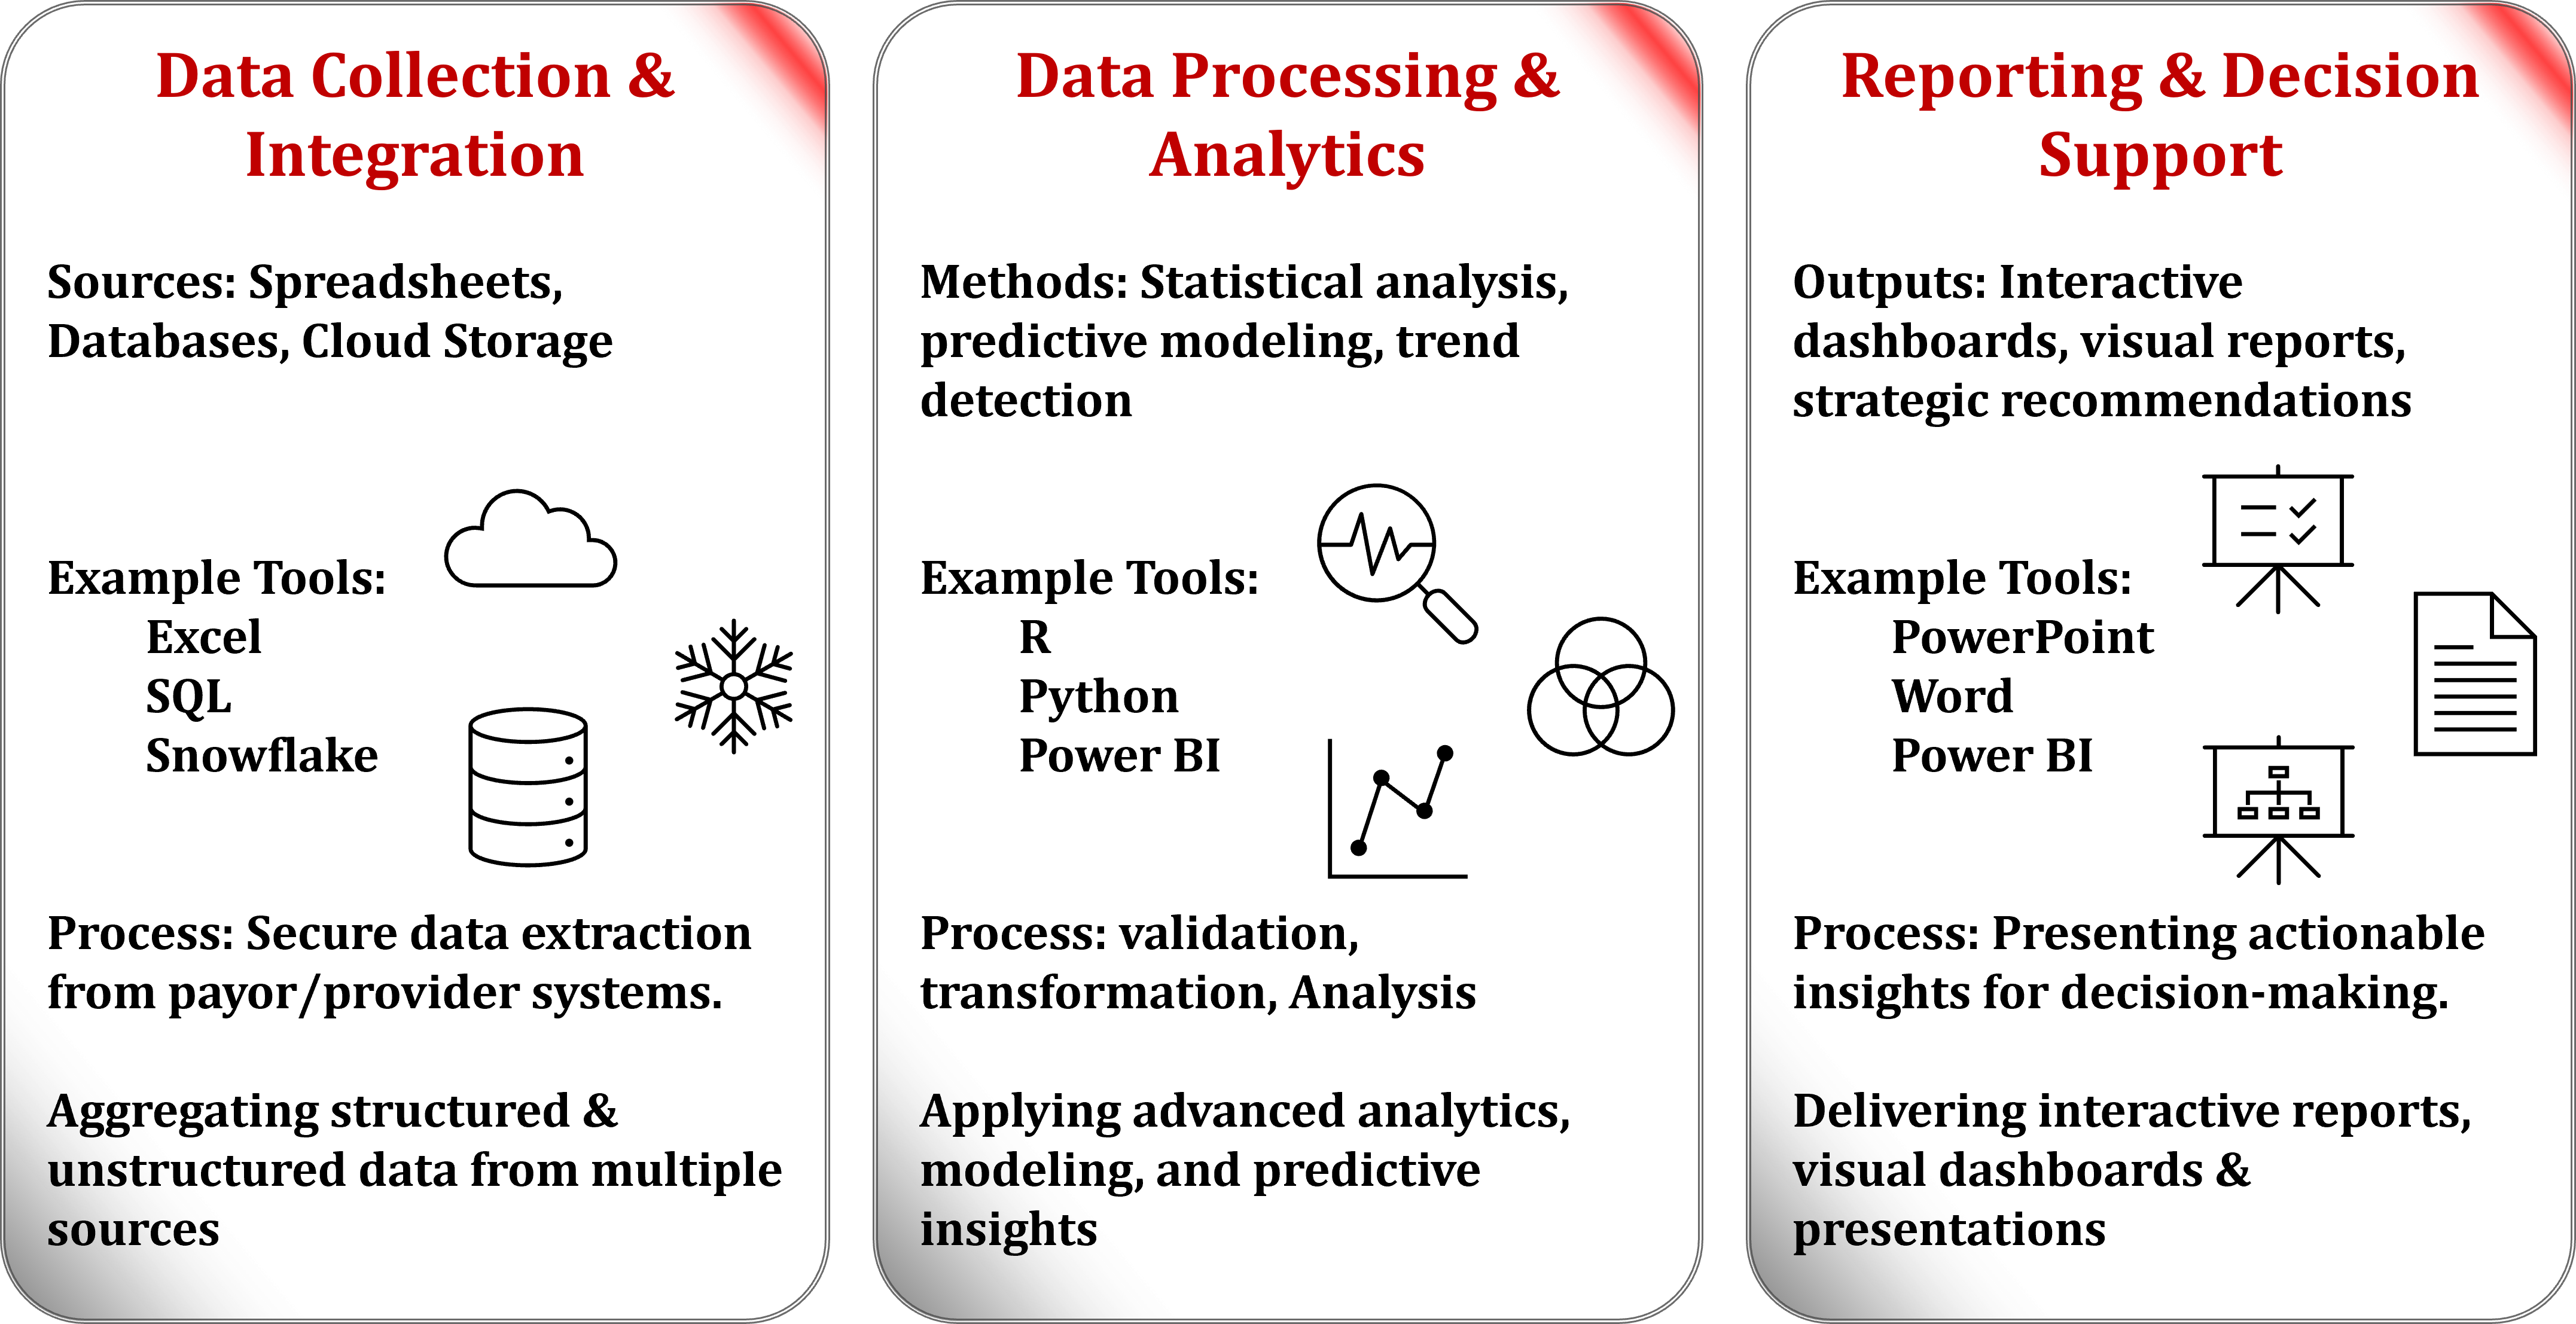 Data Collection &
Integration
Sources: Spreadsheets,
Databases, Cloud Storage
Example Tools:
Excel
SQL
Snowflake
Process: Secure data extraction
from payor/provider systems.
Aggregating structured &
unstructured data from multiple
sources
Data Processing &
Analytics
Methods: Statistical analysis,
predictive modeling, trend
detection
Example Tools:
R
Python
Power BI
Process: validation,
transformation, Analysis
Applying advanced analytics,
modeling, and predictive
insights
Reporting & Decision
Support
Outputs: Interactive
dashboards, visual reports,
strategic recommendations
Example Tools:
PowerPoint
Word
Power BI
Process: Presenting actionable
insights for decision-making.
Delivering interactive reports,
visual dashboards &
presentations